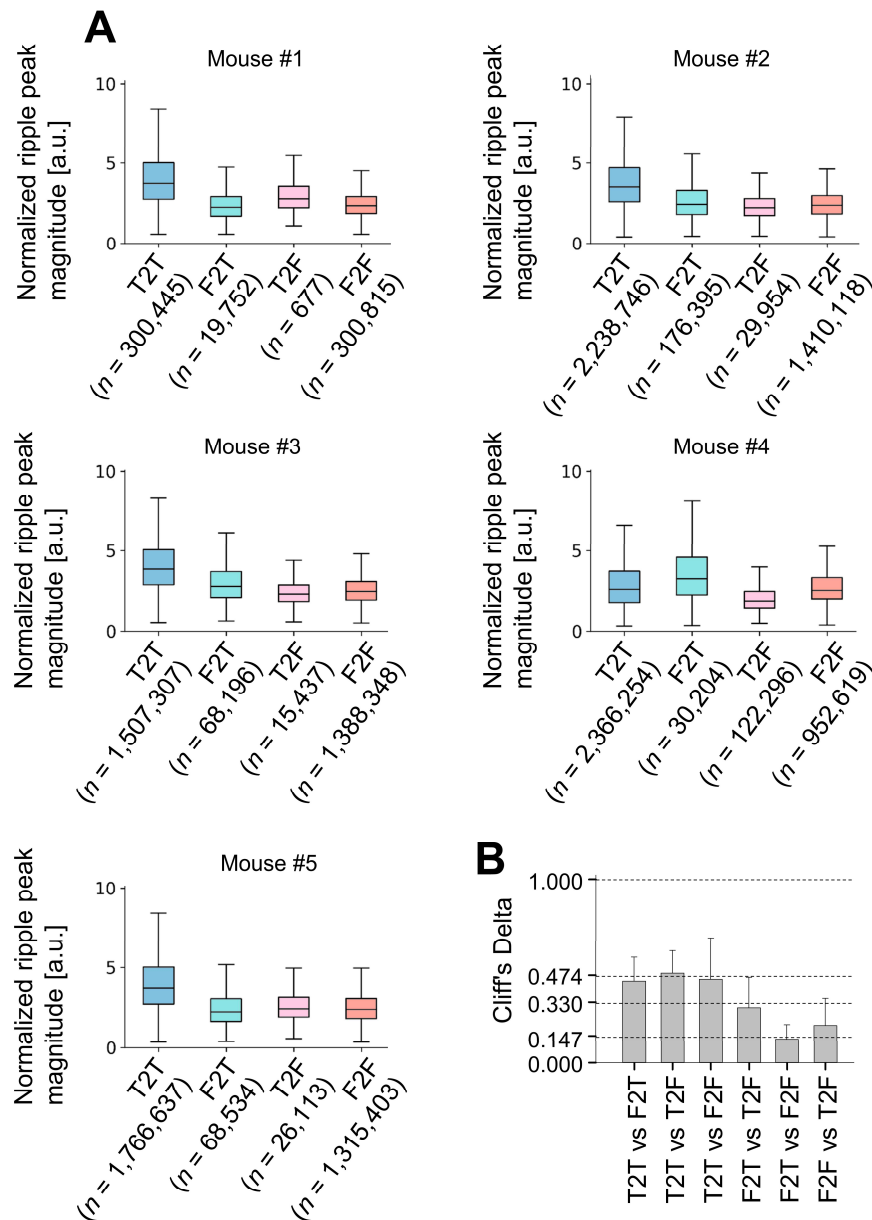 A
Mouse #1
Normalized ripple peak
magnitude [a.u.]
10
5
0
T2T
(n = 300,445)
F2T
(n = 19,752)
T2F
(n = 677)
F2F
(n = 300,815)
Mouse #2
Normalized ripple peak
magnitude [a.u.]
10
5
0
T2T
(n = 2,238,746)
F2T
(n = 176,395)
T2F
(n = 29,954)
F2F
(n = 1,410,118)
Mouse #3
Normalized ripple peak
magnitude [a.u.]
10
5
0
T2T
(n = 1,507,307)
F2T
(n = 68,196)
T2F
(n = 15,437)
F2F
(n = 1,388,348)
Mouse #4
Normalized ripple peak
magnitude [a.u.]
10
5
0
T2T
(n = 2,366,254)
F2T
(n = 30,204)
T2F
(n = 122,296)
F2F
(n = 952,619)
Mouse #5
Normalized ripple peak
magnitude [a.u.]
10
5
0
T2T
(n = 1,766,637)
F2T
(n = 68,534)
T2F
(n = 26,113)
F2F
(n = 1,315,403)
B
Cliff's Delta
1.000
0.474
0.330
0.147
0.000
T2T vs F2T
T2T vs T2F
T2T vs F2F
F2T vs T2F
F2T vs F2F
F2F vs T2F